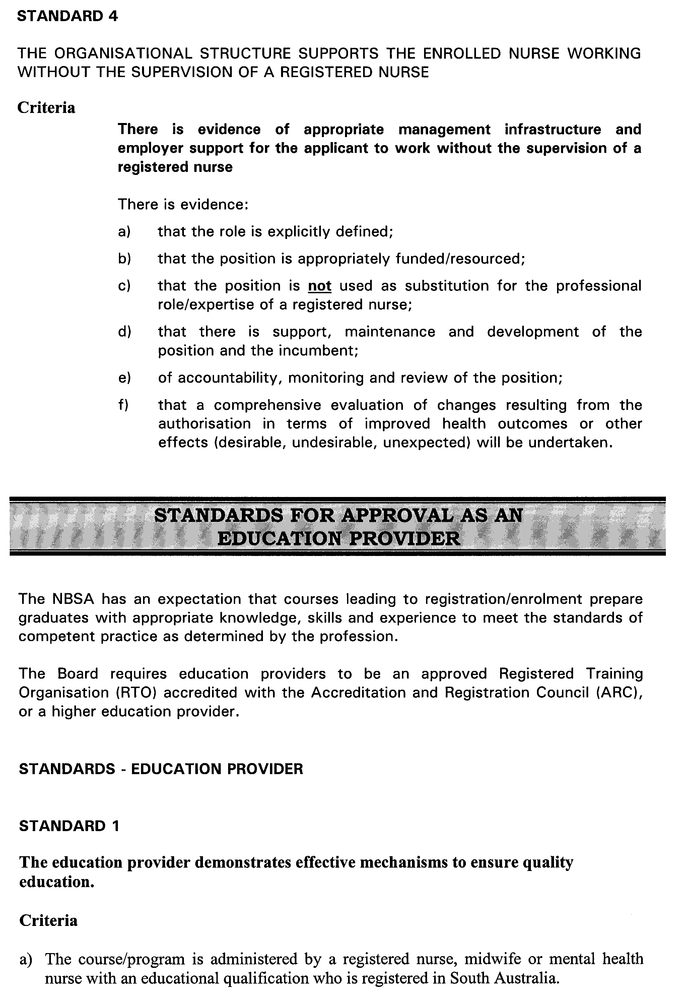 STANDARD 4
THE ORGANISATIONAL STRUCTURE SUPPORTS THE ENROLLED NURSE WORKING
WITHOUT THE SUPERVISION OF A REGISTERED NURSE
Criteria
There is evidence of appropriate management infrastructure and
employer support for the applicant to work without the supervision of a
registered nurse
There is evidence:
a) that the role is explicitly defined;
b) that the position is appropriately funded/resourced;
c) that the position is not used as substitution for the professional
role/expertise of a registered nurse;
d) that there is support, maintenance and development of the
position and the incumbent;
e) of accountability, monitoring and review of the position;
f) that a comprehensive evaluation of changes resulting from the
authorisation in terms of improved health outcomes or other
effects (desirable, undesirable, unexpected) will be undertaken.
STANDARDS FOR APPROVAL AS AN
EDUCATION PROVIDER
The NBSA has an expectation that courses leading to registration/enrolment prepare
graduates with appropriate knowledge, skills and experience to meet the standards of
competent practice as determined by the profession.
The Board requires education providers to be an approved Registered Training
Organisation (RTO) accredited with the Accreditation and Registration Council (ARC),
or a higher education provider.
STANDARDS - EDUCATION PROVIDER
STANDARD 1
The education provider demonstrates effective mechanisms to ensure quality
education.
Criteria
a) The course/program is administered by a registered nurse, midwife or mental health
nurse with an educational qualification who is registered in South Australia.